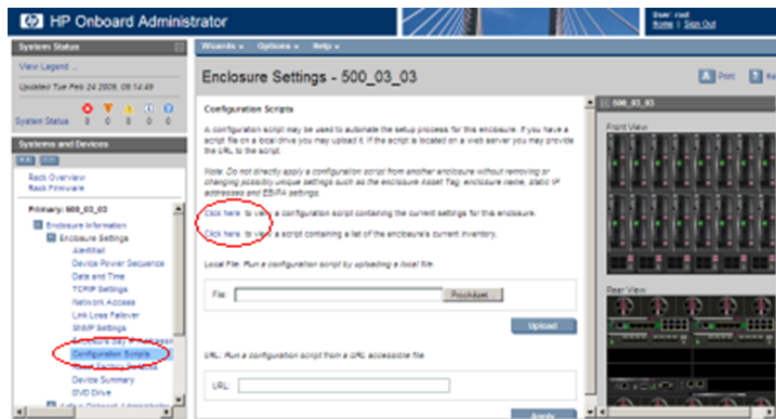 HP Onboard Administrator
User: root
Home | Sign Out
System Status
Wizards Options Help
View Legend ...
Updated Tue Feb 24 2009, 08:14:49
System Status 0 0 0 0 0
Systems and Devices
Rack Overview
Rack Firmware
Primary: 500_03_03
Enclosure Information
Enclosure Settings
AlertMail
Device Power Sequence
Date and Time
TCP/IP Settings
Network Access
Link Loss Failover
SNMP Settings
Configuration Scripts
Device Summary
DVD Drive
Enclosure Settings - 500_03_03
Print
Configuration Scripts
A configuration script may be used to automate the setup process for this enclosure. If you have a
script file on a local drive you may upload it. If the script is located on a web server you may provide
the URL to the script.
Note: Do not directly apply a configuration script from another enclosure without removing or
changing possibly unique settings such as the enclosure Asset Tag, enclosure name, static IP
addresses and EBIPA settings.
Click here to view a configuration script containing the current settings for this enclosure.
Click here to view a script containing a list of the enclosure's current inventory.
Local File: Run a configuration script by uploading a local file.
File:
Upload
URL: Run a configuration script from a URL accessible file
URL:
Apply
500_03_03
Front View
Rear View